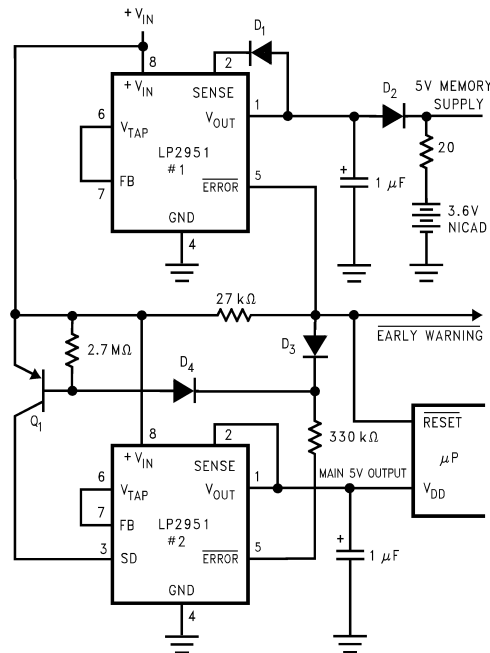 + VIN
D1
8
2
+ VIN
SENSE
D2
5V MEMORY
SUPPLY
6
1
VTAP
VOUT
20
LP2951
#1
+
1 µF
FB
ERROR
5
7
3.6V
NICAD
GND
4
27 kΩ
2.7 MΩ
D3
EARLY WARNING
D4
Q1
330 kΩ
RESET
8
2
+ VIN
SENSE
µP
6
1
MAIN 5V OUTPUT
VTAP
VOUT
VDD
7
FB
LP2951
#2
+
1 µF
3
SD
ERROR
5
GND
4